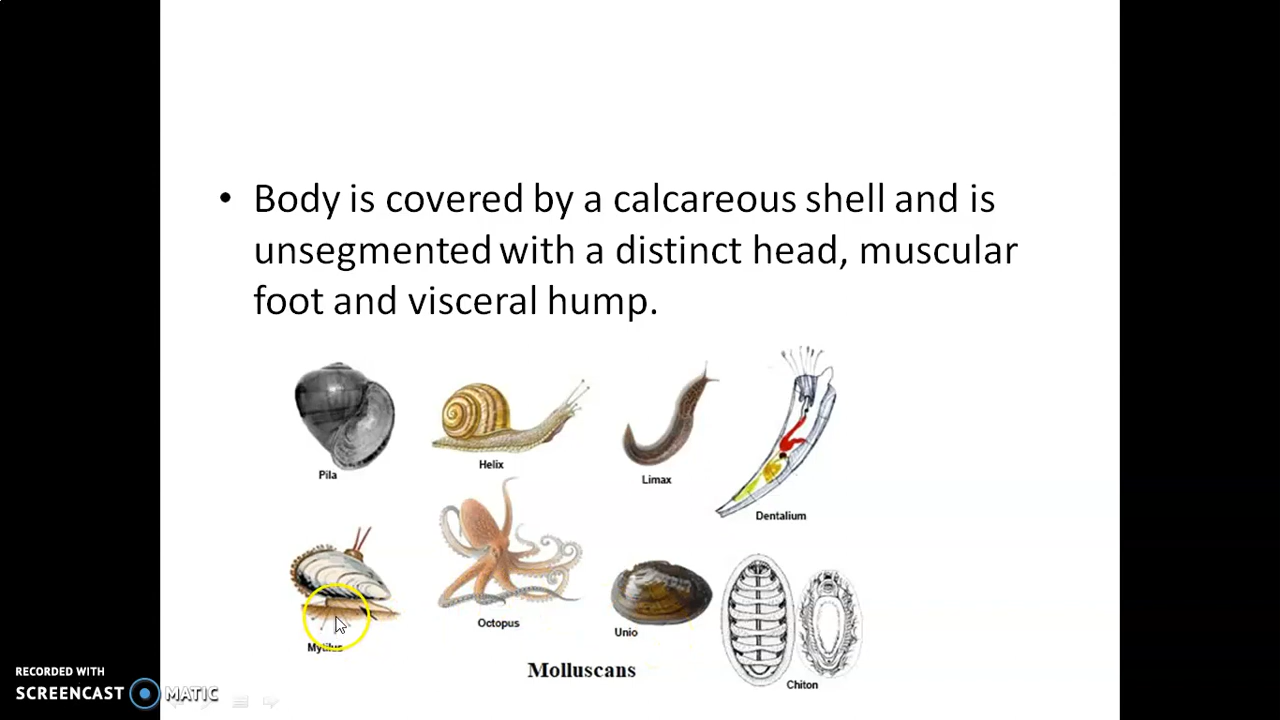 • Body is covered by a calcareous shell and is
unsegmented with a distinct head, muscular
foot and visceral hump.
Pila
Helix
Limax
Dentalium
Mytilus
Octopus
Unio
Chiton
Molluscans
RECORDED WITH
SCREENCAST MATIC